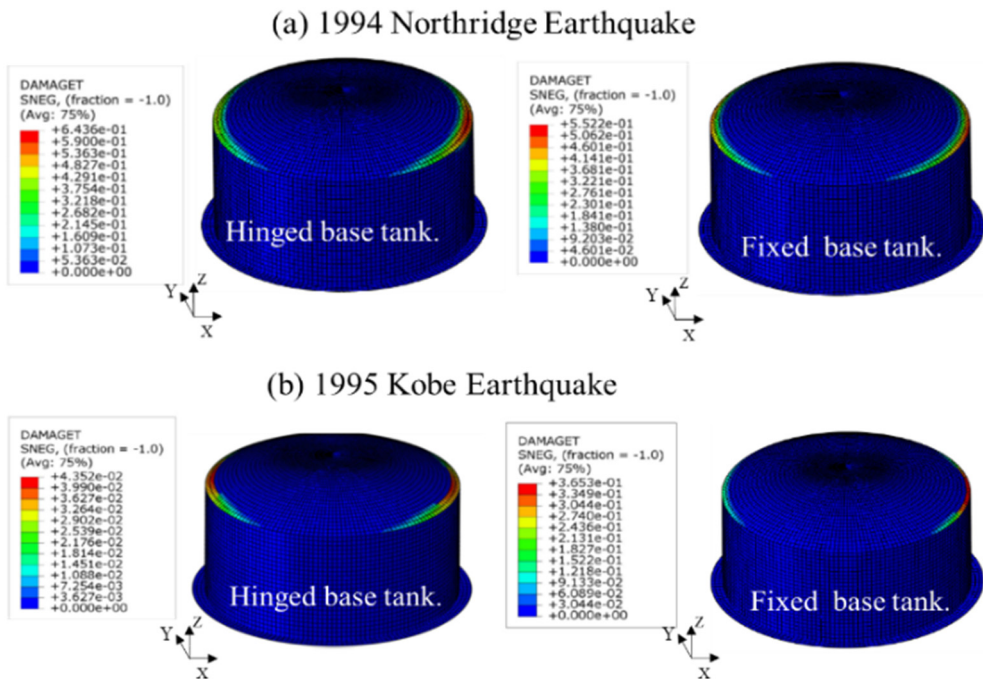 (a) 1994 Northridge Earthquake
DAMAGET
SNEG, (fraction = -1.0)
(Avg: 75%)
+6.436e-01
+5.900e-01
+5.363e-01
+4.827e-01
+4.291e-01
+3.754e-01
+3.218e-01
+2.682e-01
+2.145e-01
+1.609e-01
+1.073e-01
+5.363e-02
+0.000e+00
Hinged base tank.
Z
Y
X
DAMAGET
SNEG, (fraction = -1.0)
(Avg: 75%)
+5.522e-01
+5.062e-01
+4.601e-01
+4.141e-01
+3.681e-01
+3.221e-01
+2.761e-01
+2.301e-01
+1.841e-01
+1.380e-01
+9.203e-02
+4.601e-02
+0.000e+00
Fixed base tank.
Z
Y
X
(b) 1995 Kobe Earthquake
DAMAGET
SNEG, (fraction = -1.0)
(Avg: 75%)
+4.352e-02
+3.990e-02
+3.627e-02
+3.264e-02
+2.902e-02
+2.539e-02
+2.176e-02
+1.814e-02
+1.451e-02
+1.088e-02
+7.254e-03
+3.627e-03
+0.000e+00
Hinged base tank.
Z
Y
X
DAMAGET
SNEG, (fraction = -1.0)
(Avg: 75%)
+3.653e-01
+3.349e-01
+3.044e-01
+2.740e-01
+2.436e-01
+2.131e-01
+1.827e-01
+1.522e-01
+1.218e-01
+9.133e-02
+6.089e-02
+3.044e-02
+0.000e+00
Fixed base tank.
Z
Y
X